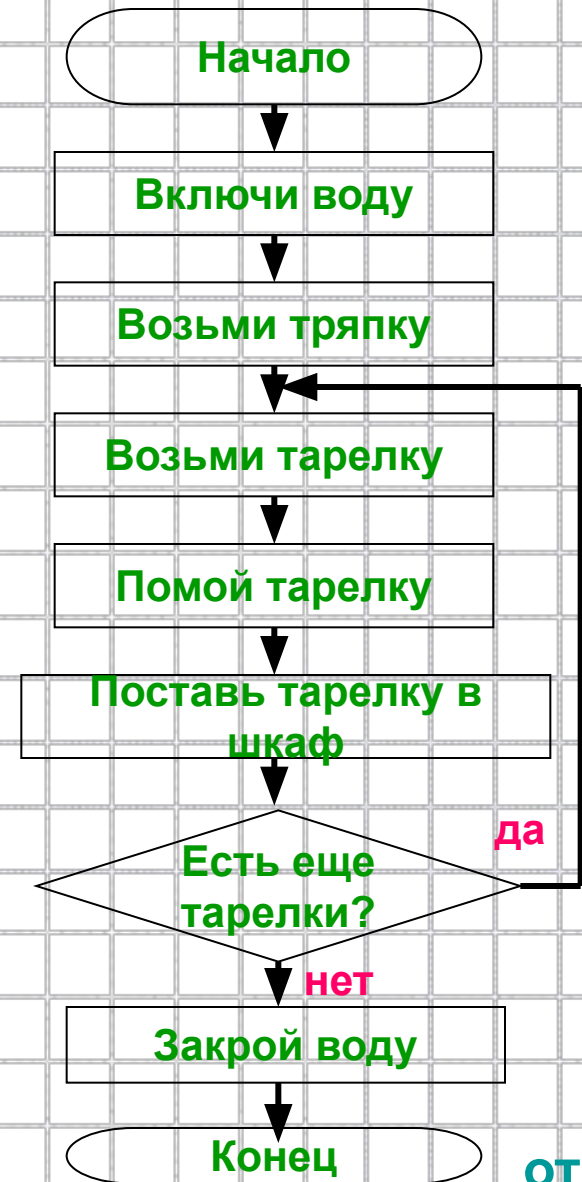 Начало
Включи воду
Возьми тряпку
Возьми тарелку
Помой тарелку
Поставь тарелку в
шкаф
да
Есть еще
тарелки?
нет
Закрой воду
Конец
от